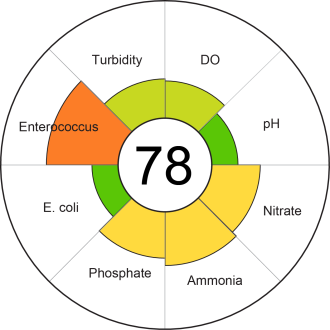 Turbidity
DO
Enterococcus
pH
78
E. coli
Nitrate
Phosphate
Ammonia